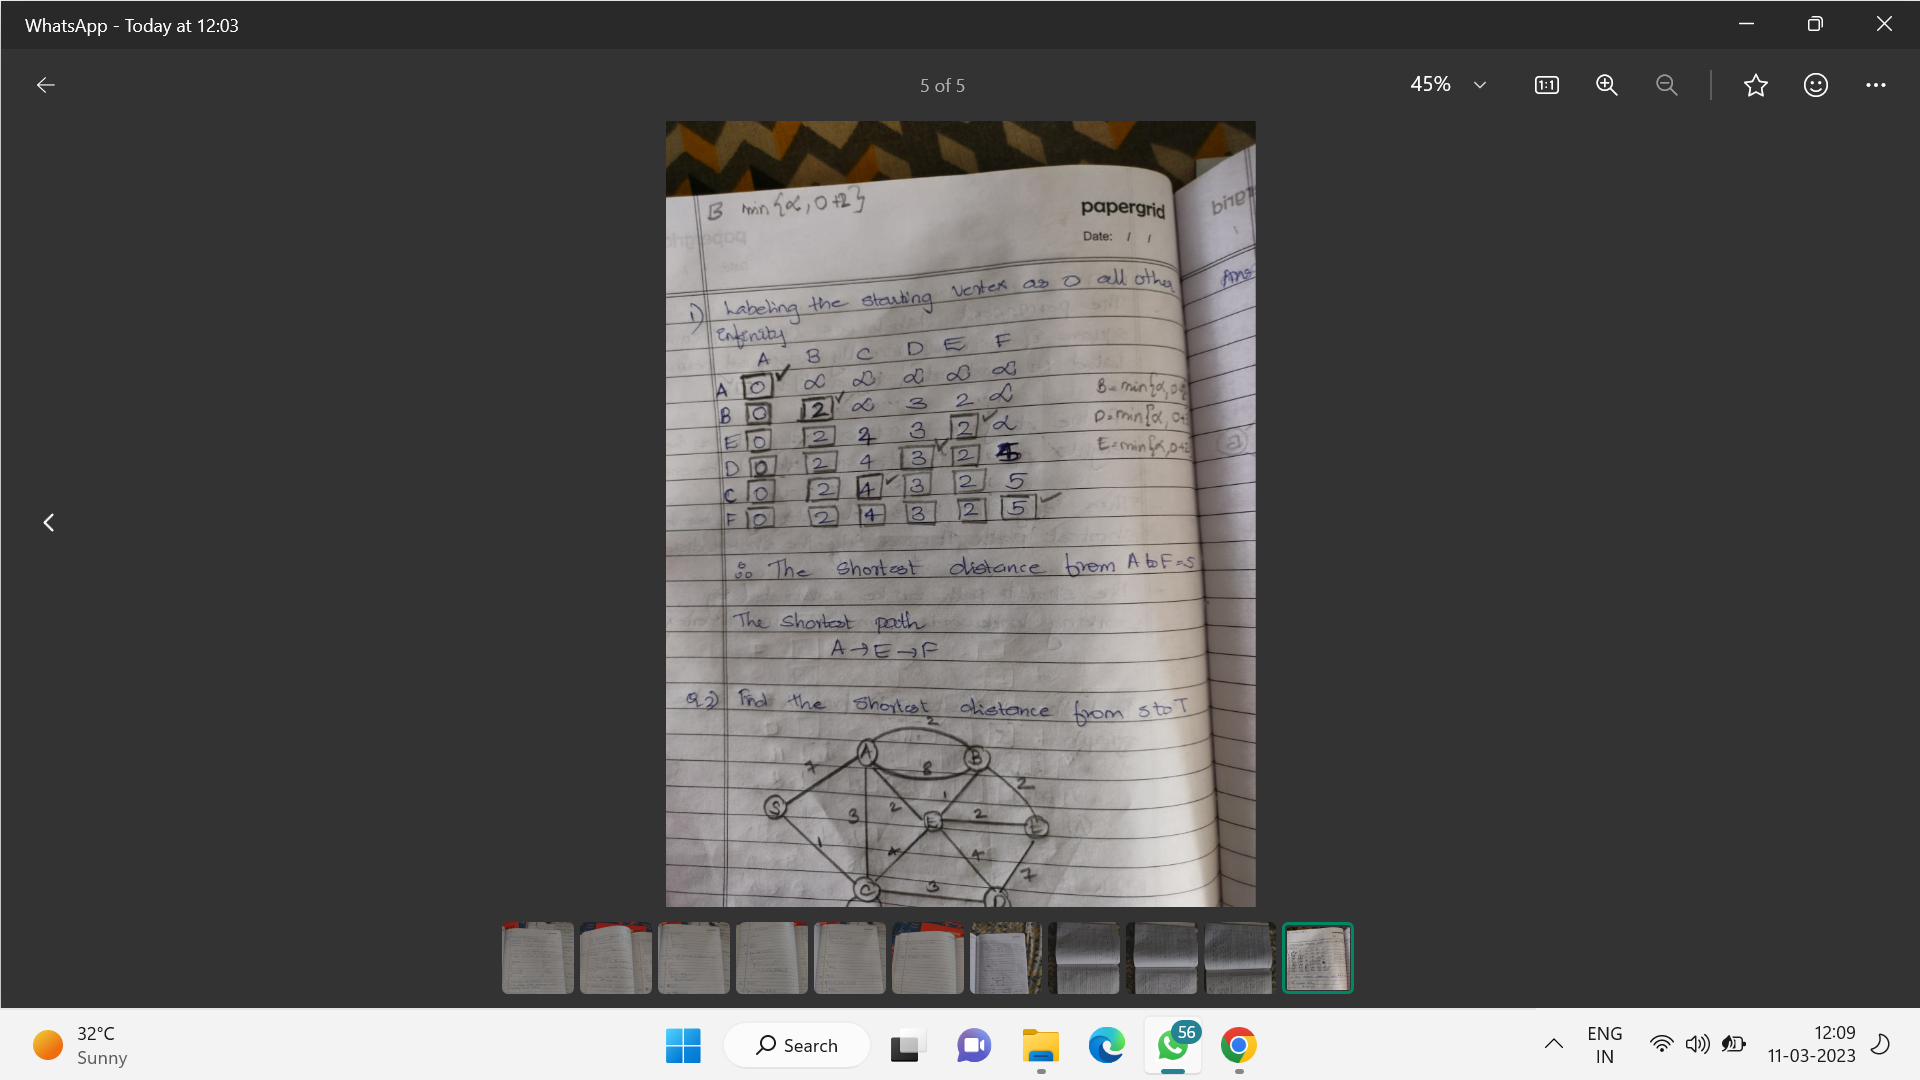 WhatsApp - Today at 12:03
5 of 5
45%
1:1
B min{∝, 0+2}
papergrid
Date: / /
1) Labeling the starting vertex as 0 all other
infinity
A B C D E F
A 0 ∝ ∝ ∝ ∝ ∝
B 0 2 ∝ 3 2 ∝
E 0 2 4 3 2 ∝
D 0 2 4 3 2
C 0 2 4 3 2 5
F 0 2 4 3 2 5
B=min{∝, 0+2
D=min{∝, 0+
E=min{∝, 0+2
Ans
∴ The shortest distance from A to F = 5
The shortest path
A → E → F
Q2) Find the shortest distance from S to T
2
A
B
7
8
2
S
3
2
1
E
2
E
1
4
4
7
C
3
D
32°C
Sunny
Search
56
ENG
IN
12:09
11-03-2023